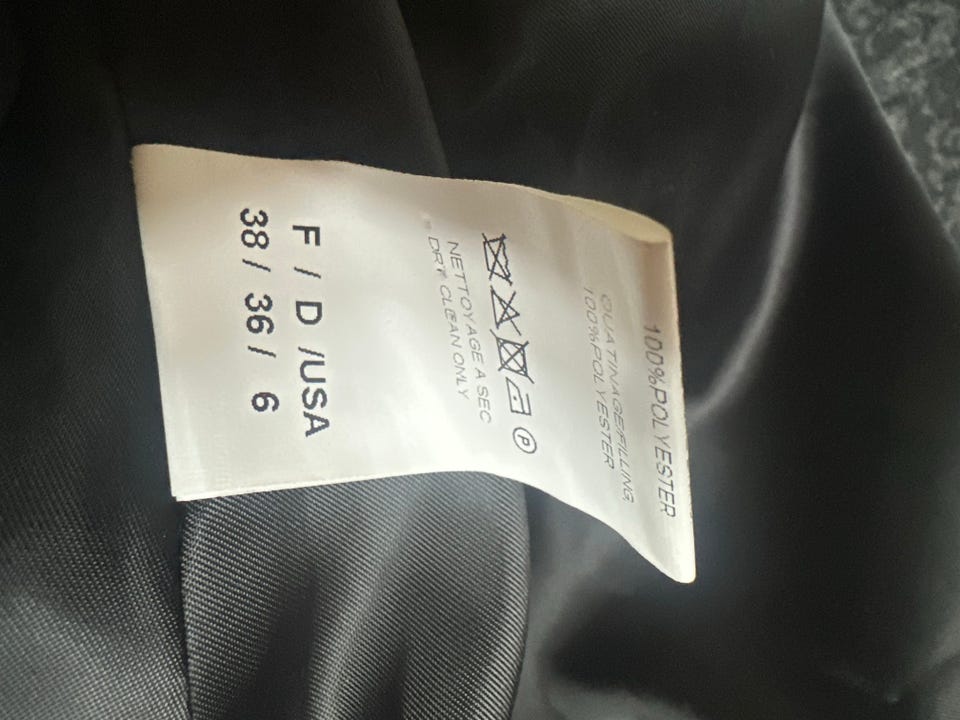 100%POLYESTER
OUATINAGE/FILLING
100%POLYESTER
P
NETTOYAGE A SEC
DRY CLEAN ONLY
F / D /USA
38 / 36 / 6